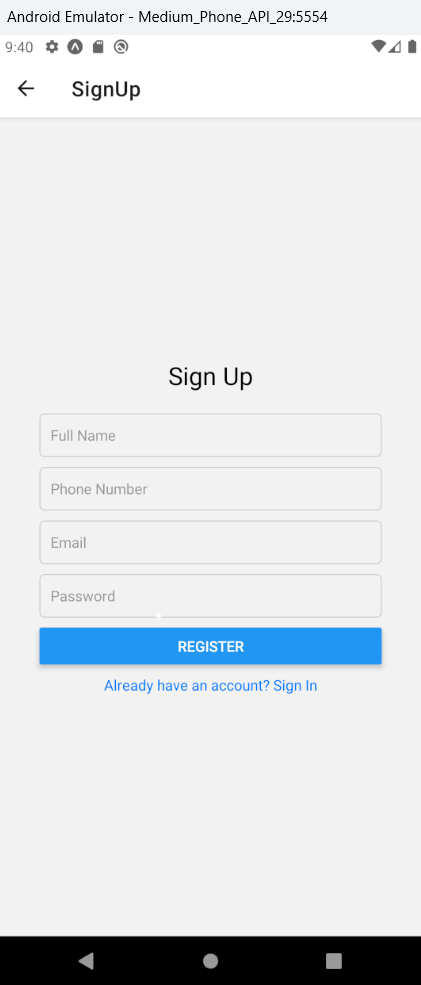 Android Emulator - Medium_Phone_API_29:5554
9:40
SignUp
Sign Up
Full Name
Phone Number
Email
Password
REGISTER
Already have an account? Sign In